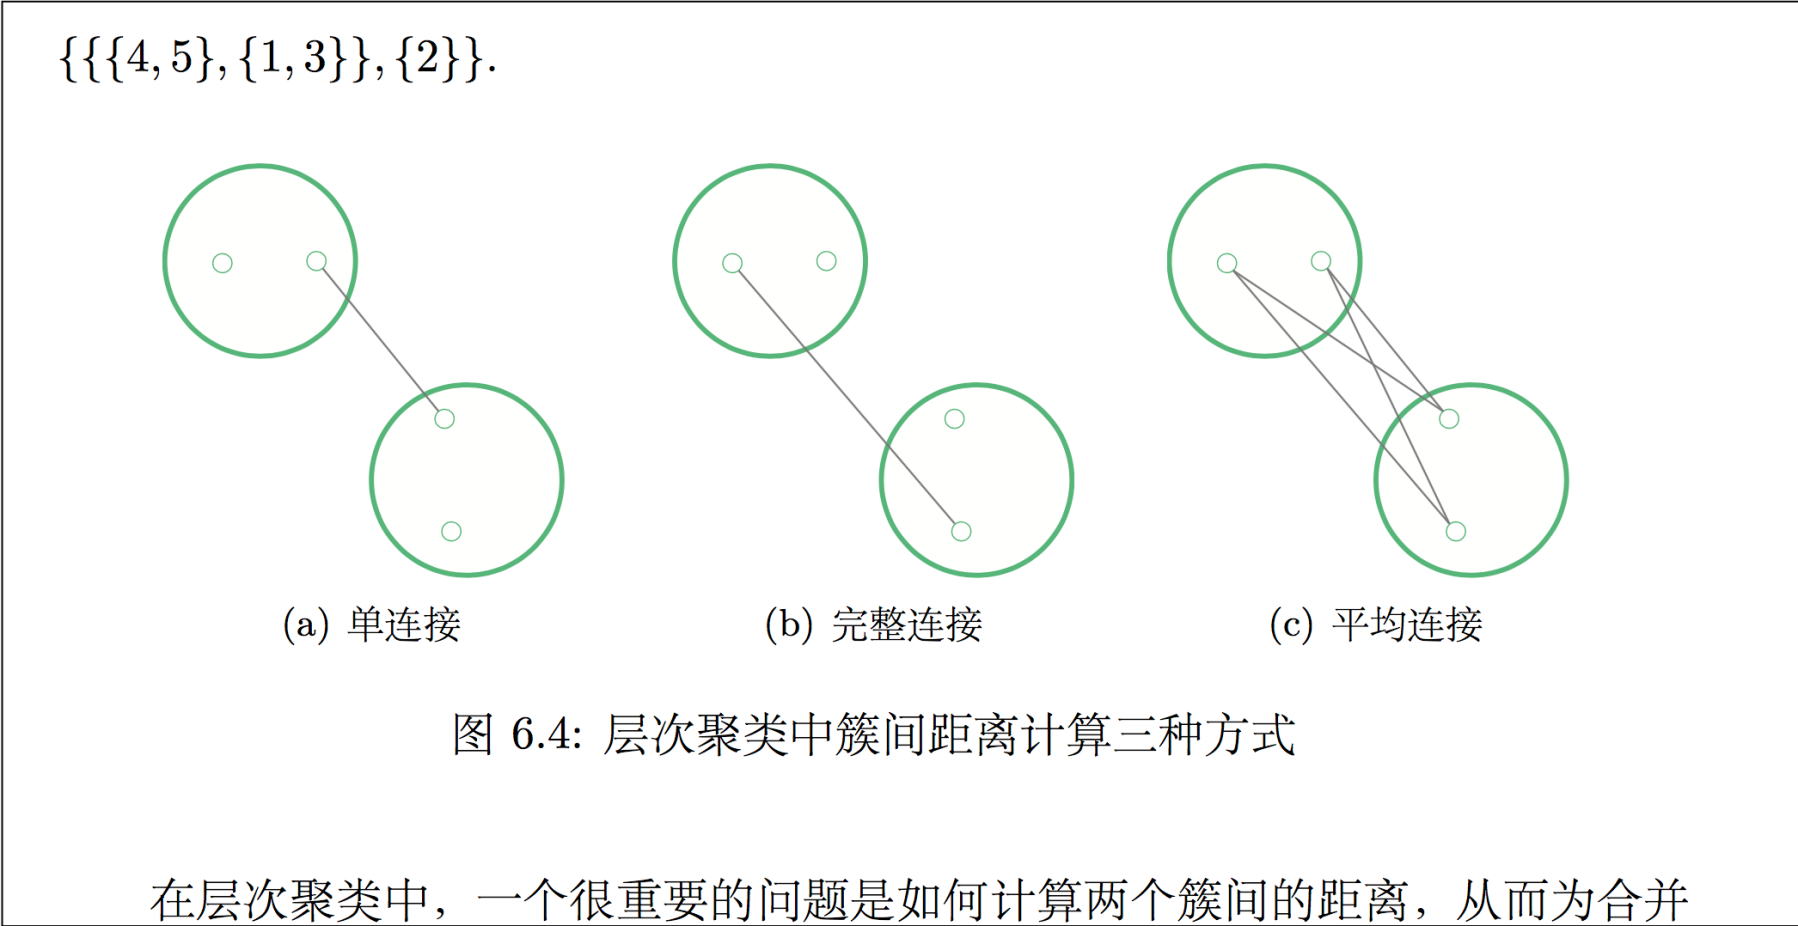 {{{4, 5}, {1, 3}}, {2}}.
(a) 单连接
(b) 完整连接
(c) 平均连接
图 6.4: 层次聚类中簇间距离计算三种方式
在层次聚类中，一个很重要的问题是如何计算两个簇间的距离，从而为合并